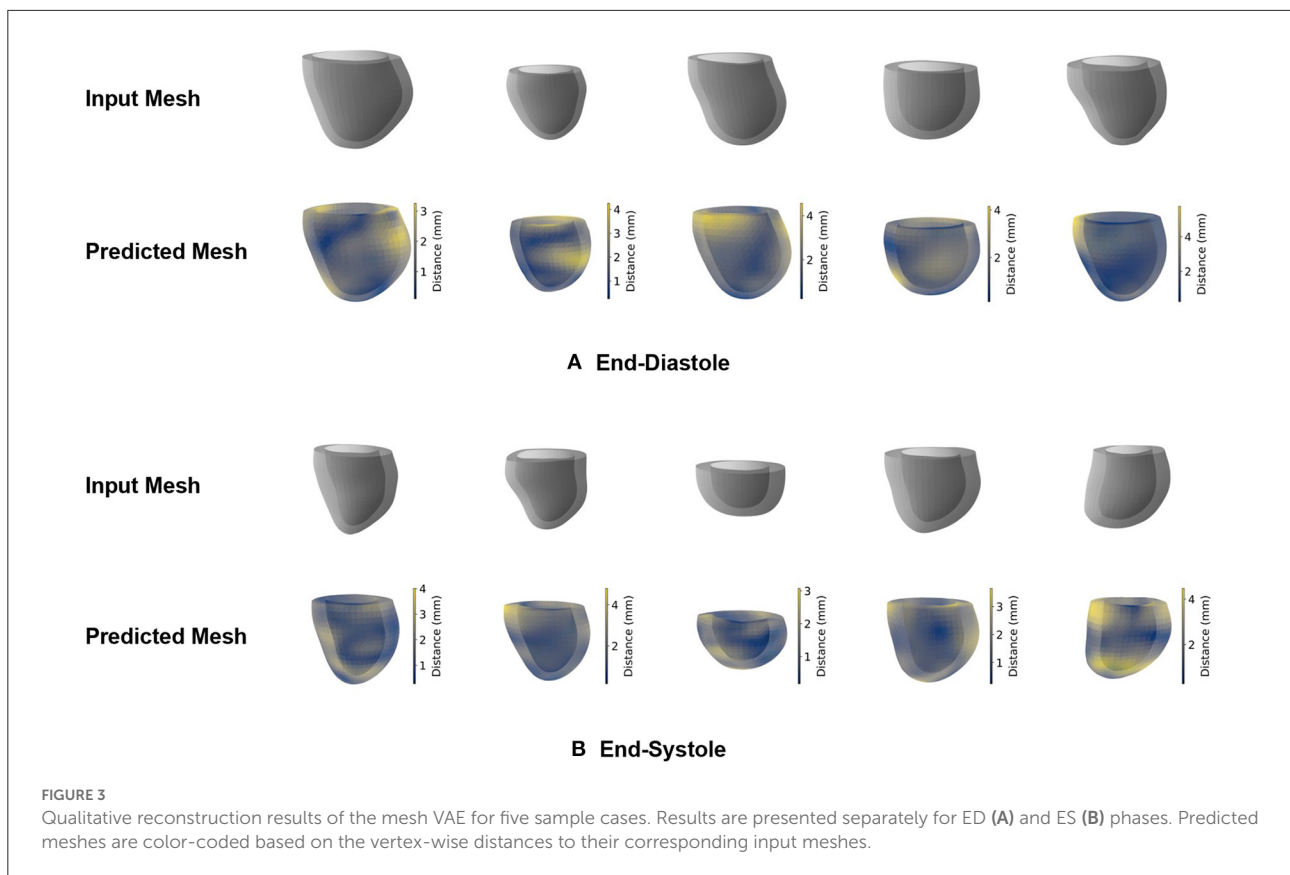 Input Mesh
Predicted Mesh
3
2
1
Distance (mm)
4
3
2
1
Distance (mm)
4
2
Distance (mm)
4
2
Distance (mm)
4
2
Distance (mm)
A End-Diastole
Input Mesh
Predicted Mesh
4
3
2
1
Distance (mm)
4
2
Distance (mm)
3
2
1
Distance (mm)
3
2
1
Distance (mm)
4
2
Distance (mm)
B End-Systole
FIGURE 3
Qualitative reconstruction results of the mesh VAE for five sample cases. Results are presented separately for ED (A) and ES (B) phases. Predicted
meshes are color-coded based on the vertex-wise distances to their corresponding input meshes.